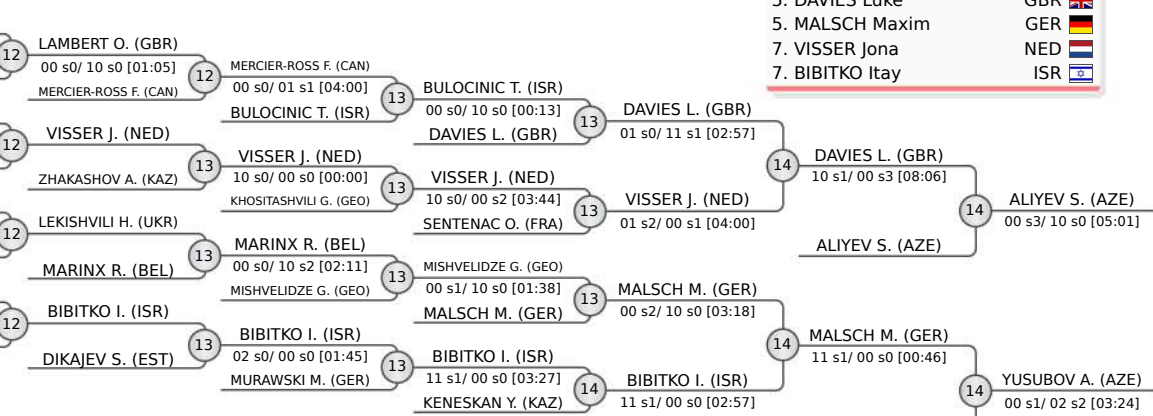 5. DAVIES Luke GBR
5. MALSCH Maxim GER
7. VISSER Jona NED
7. BIBITKO Itay ISR
12 LAMBERT O. (GBR)
00 s0/ 10 s0 [01:05]
MERCIER-ROSS F. (CAN)
12 VISSER J. (NED)
ZHAKASHOV A. (KAZ)
12 LEKISHVILI H. (UKR)
MARINX R. (BEL)
12 BIBITKO I. (ISR)
DIKAJEV S. (EST)
12 MERCIER-ROSS F. (CAN)
00 s0/ 01 s1 [04:00]
BULOCINIC T. (ISR)
13 VISSER J. (NED)
10 s0/ 00 s0 [00:00]
KHOSITASHVILI G. (GEO)
13 MARINX R. (BEL)
00 s0/ 10 s2 [02:11]
MISHVELIDZE G. (GEO)
13 BIBITKO I. (ISR)
02 s0/ 00 s0 [01:45]
MURAWSKI M. (GER)
13 BULOCINIC T. (ISR)
00 s0/ 10 s0 [00:13]
DAVIES L. (GBR)
13 VISSER J. (NED)
10 s0/ 00 s2 [03:44]
SENTENAC O. (FRA)
13 MISHVELIDZE G. (GEO)
00 s1/ 10 s0 [01:38]
MALSCH M. (GER)
13 BIBITKO I. (ISR)
11 s1/ 00 s0 [03:27]
KENESKAN Y. (KAZ)
13 DAVIES L. (GBR)
01 s0/ 11 s1 [02:57]
13 VISSER J. (NED)
01 s2/ 00 s1 [04:00]
13 MALSCH M. (GER)
00 s2/ 10 s0 [03:18]
14 BIBITKO I. (ISR)
11 s1/ 00 s0 [02:57]
14 DAVIES L. (GBR)
10 s1/ 00 s3 [08:06]
ALIYEV S. (AZE)
14 MALSCH M. (GER)
11 s1/ 00 s0 [00:46]
14 ALIYEV S. (AZE)
00 s3/ 10 s0 [05:01]
14 YUSUBOV A. (AZE)
00 s1/ 02 s2 [03:24]